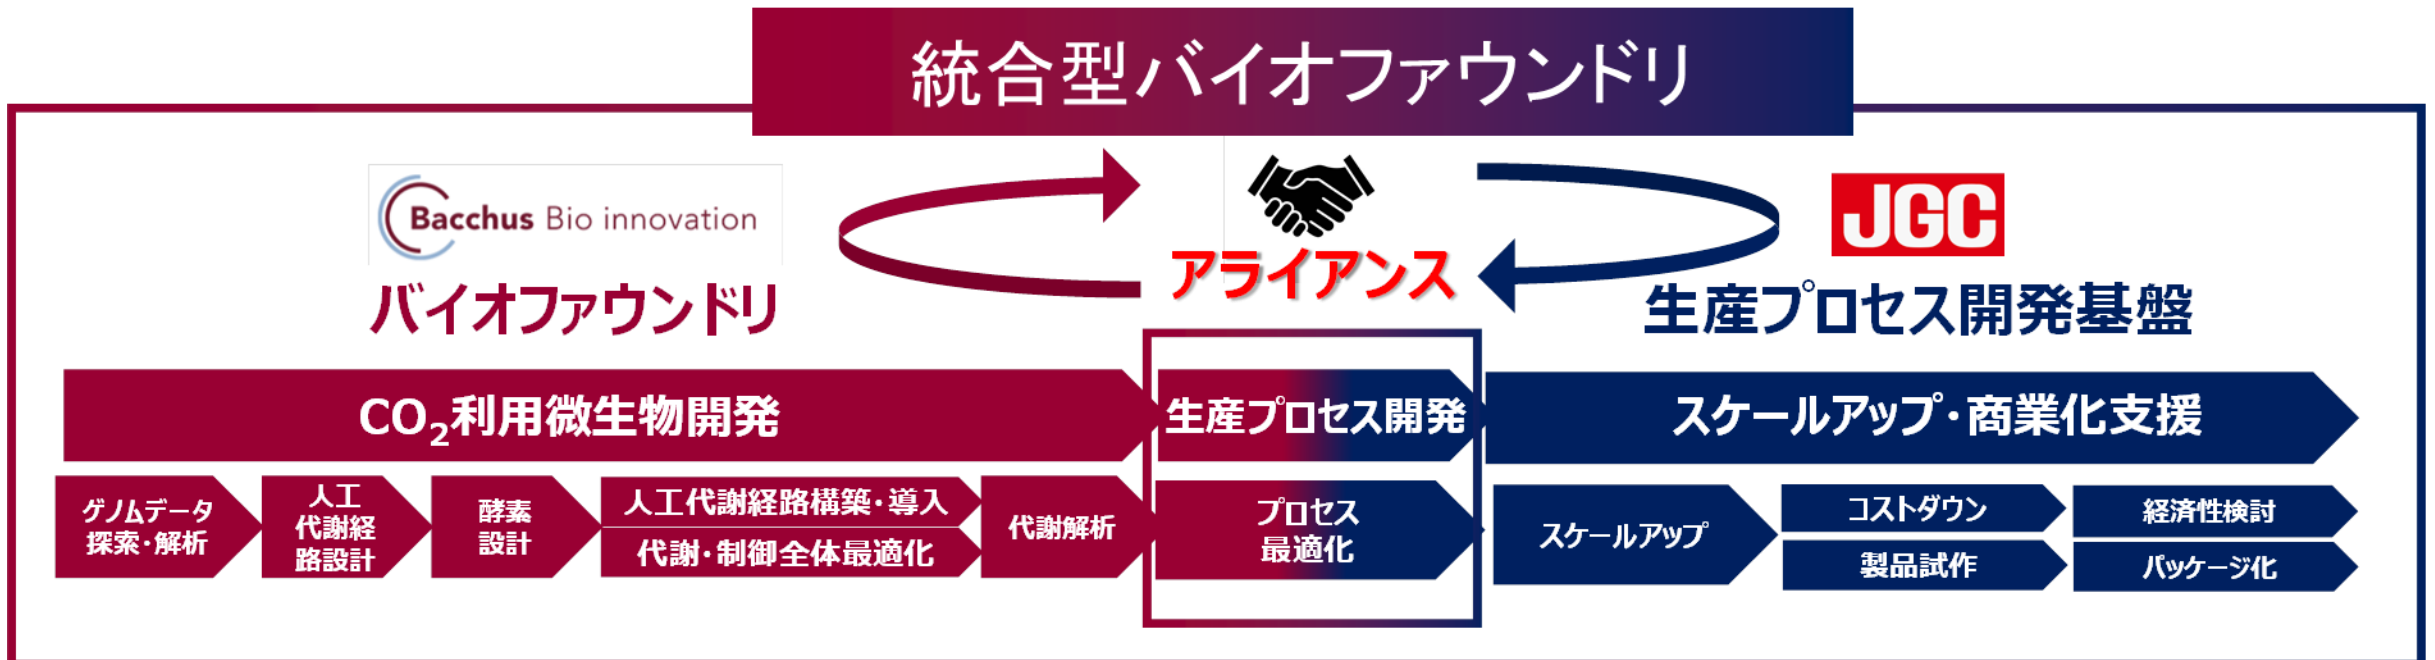 統合型バイオファウンドリ
Bacchus Bio innovation
バイオファウンドリ
アライアンス
JGC
生産プロセス開発基盤
CO₂利用微生物開発
生産プロセス開発
スケールアップ・商業化支援
ゲノムデータ
探索・解析
人工
代謝経
路設計
酵素
設計
人工代謝経路構築・導入
代謝・制御全体最適化
代謝解析
プロセス
最適化
スケールアップ
コストダウン
製品試作
経済性検討
パッケージ化